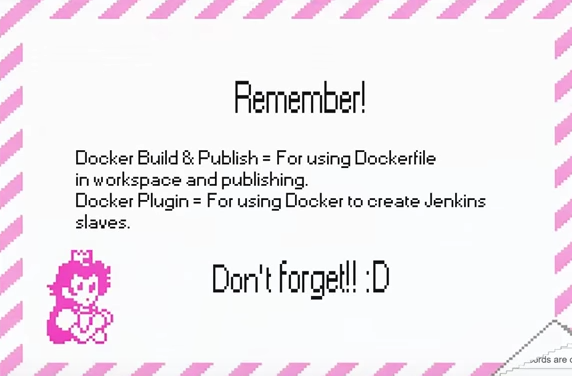 Remember!
Docker Build & Publish = For using Dockerfile
in workspace and publishing.
Docker Plugin = For using Docker to create Jenkins
slaves.
Don't forget!! :D
are